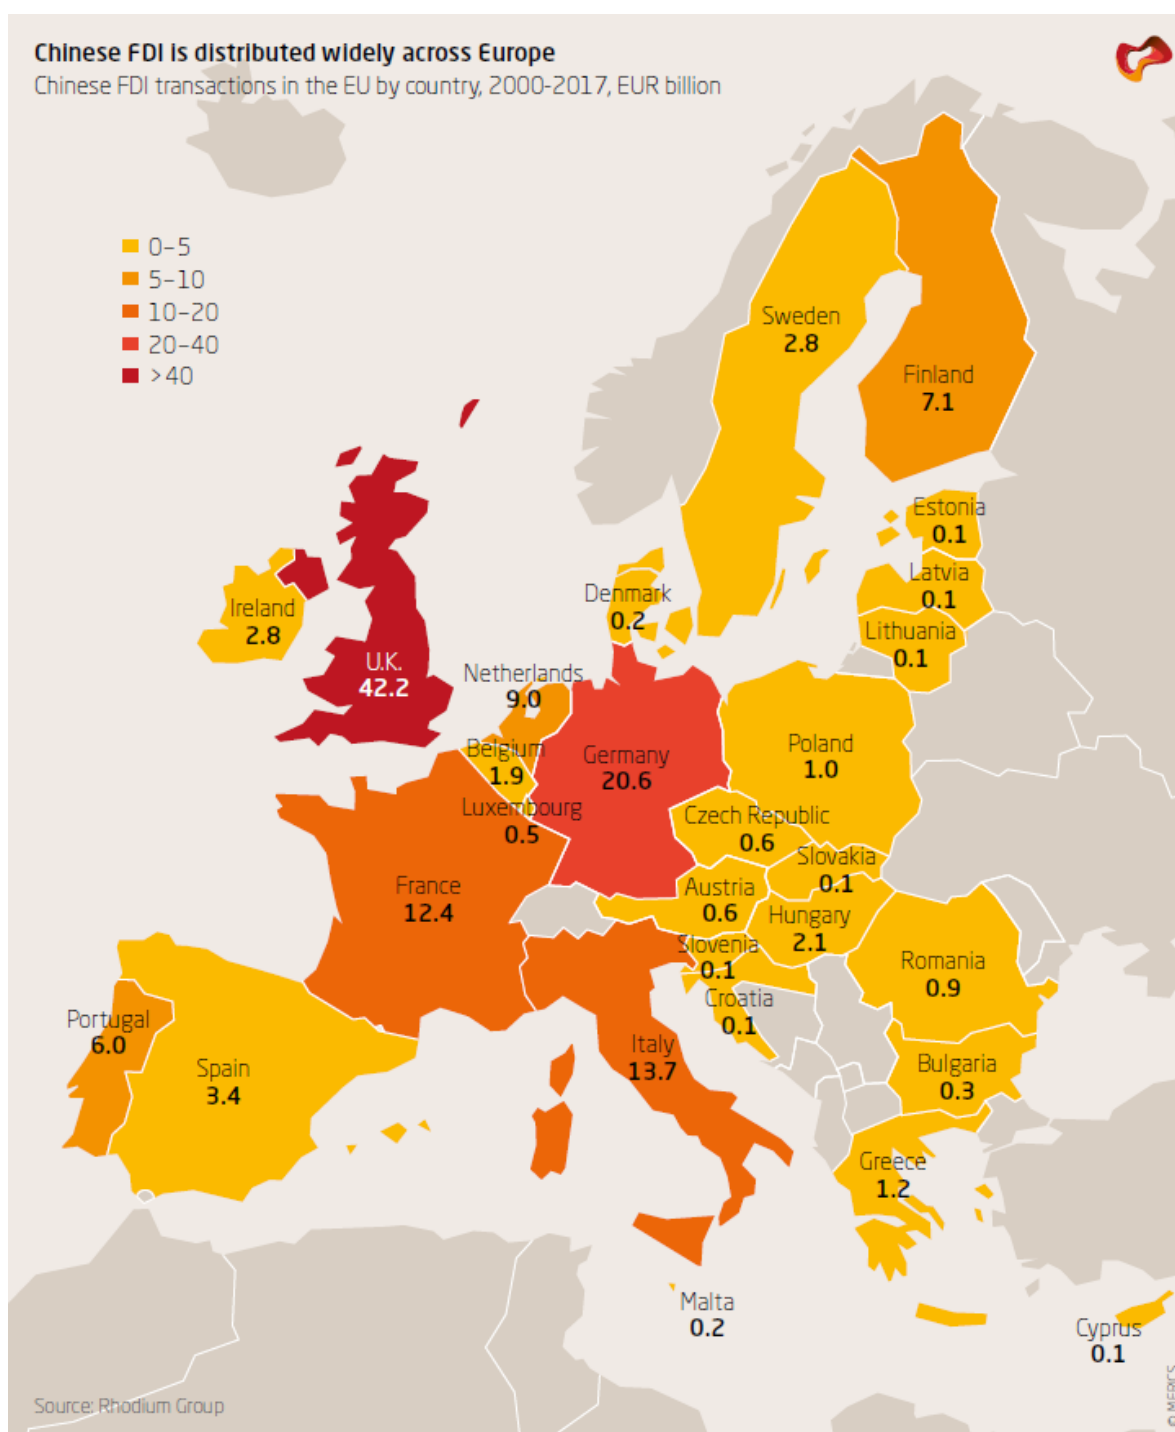 Chinese FDI is distributed widely across Europe
Chinese FDI transactions in the EU by country, 2000-2017, EUR billion
0–5
5–10
10–20
20–40
>40
Sweden
2.8
Finland
7.1
Estonia
0.1
Latvia
0.1
Lithuania
0.1
Denmark
0.2
Ireland
2.8
U.K.
42.2
Netherlands
9.0
Belgium
1.9
Luxembourg
0.5
Germany
20.6
Poland
1.0
Czech Republic
0.6
Slovakia
0.1
Austria
0.6
Hungary
2.1
France
12.4
Slovenia
0.1
Croatia
0.1
Romania
0.9
Portugal
6.0
Spain
3.4
Italy
13.7
Bulgaria
0.3
Greece
1.2
Malta
0.2
Cyprus
0.1
Source: Rhodium Group
© MERICS